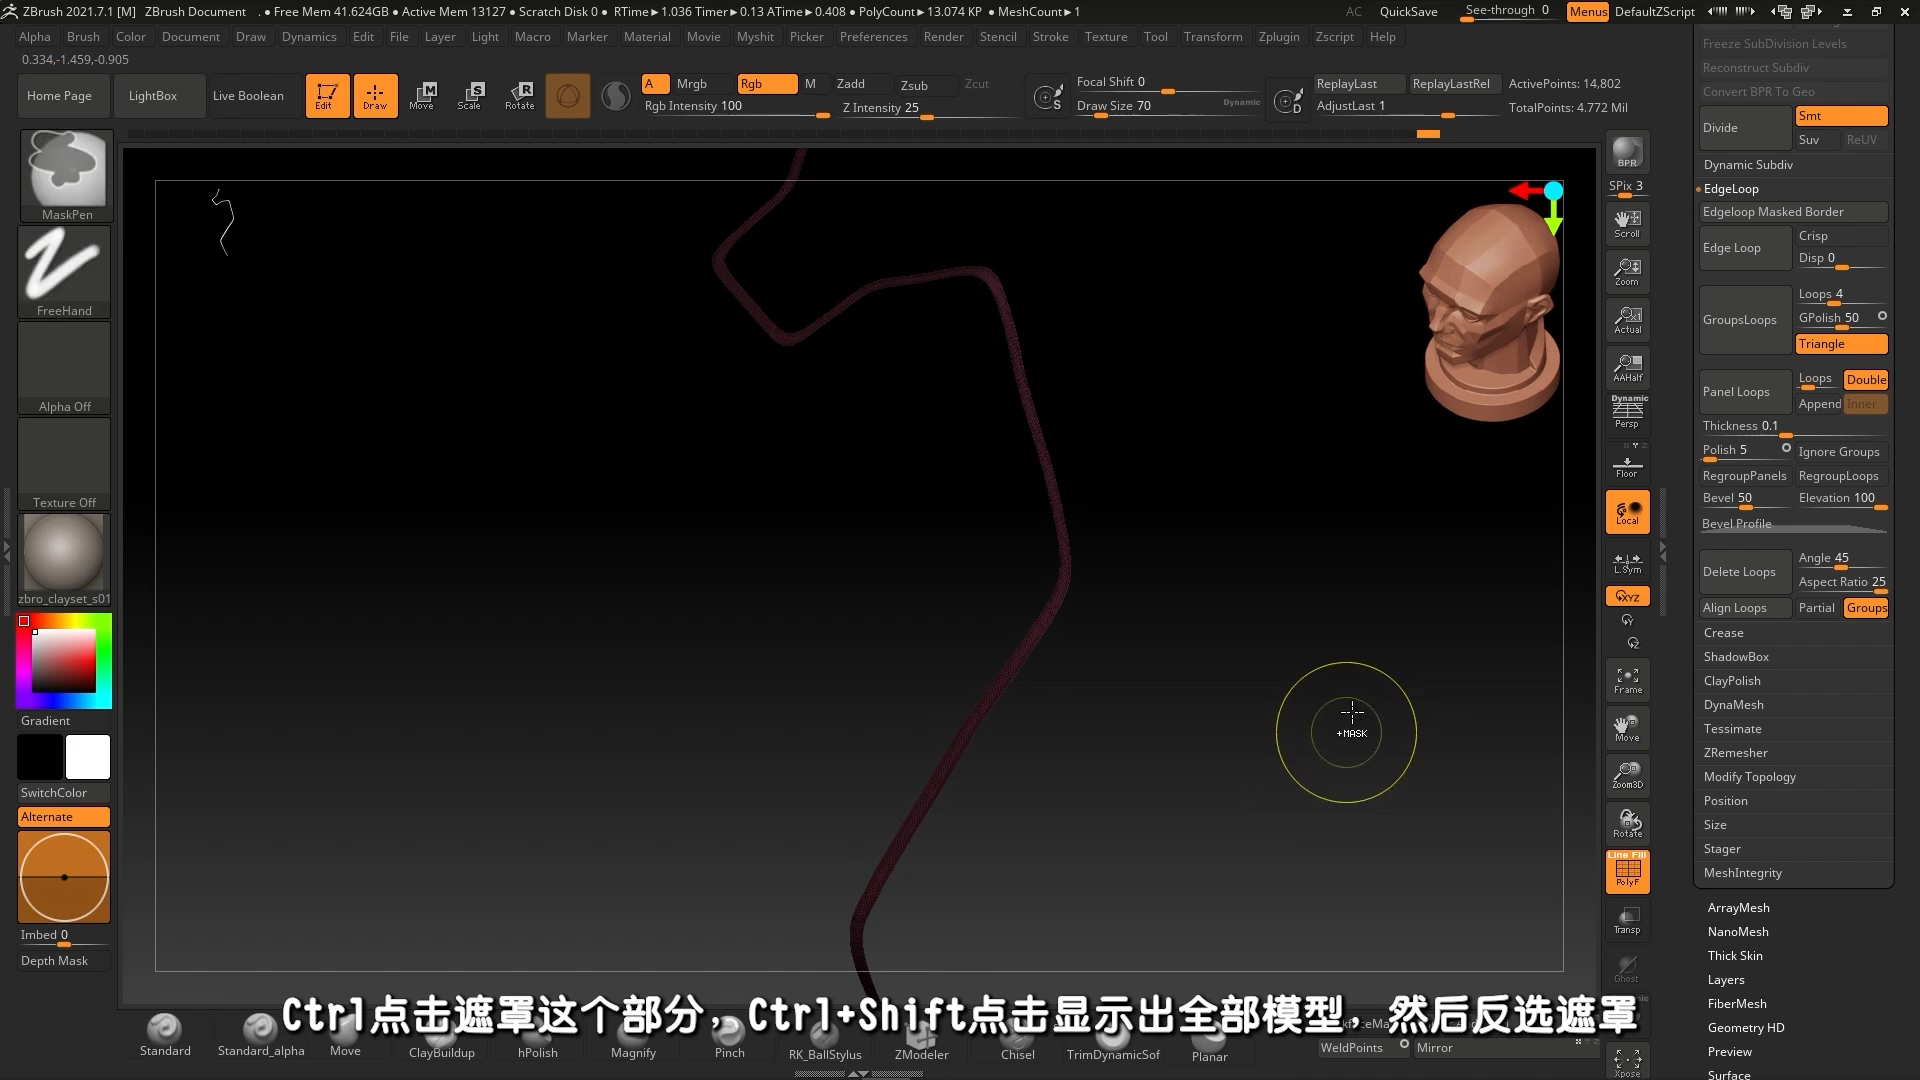 ZBrush 2021.7.1 [M] ZBrush Document . ● Free Mem 41.624GB ● Active Mem 13127 ● Scratch Disk 0 ● RTime►1.036 Timer►0.13 ATime►0.408 ● PolyCount►13.074 KP ● MeshCount►1 AC QuickSave See-through 0 Menus DefaultZScript
Alpha Brush Color Document Draw Dynamics Edit File Layer Light Macro Marker Material Movie Myshit Picker Preferences Render Stencil Stroke Texture Tool Transform Zplugin Zscript Help
0.334,-1.459,-0.905
Home Page LightBox Live Boolean Edit Draw Move Scale Rotate
A Mrgb Rgb M Zadd Zsub Zcut
Rgb Intensity 100 Z Intensity 25
S Focal Shift 0
Draw Size 70 Dynamic
D ReplayLast ReplayLastRel ActivePoints: 14,802
AdjustLast 1 TotalPoints: 4.772 Mil
MaskPen
FreeHand
Alpha Off
Texture Off
zbro_clayset_s01
Gradient
SwitchColor
Alternate
Imbed 0
Depth Mask
+MASK
BPR
SPix 3
Scroll
Zoom
Actual
AAHalf
Dynamic
Persp
Floor
Local
L.Sym
XYZ
Y
Z
Frame
Move
Zoom3D
Rotate
Line Fill
PolyF
Transp
Ghost
Xpose
Freeze SubDivision Levels
Reconstruct Subdiv
Convert BPR To Geo
Divide Smt
Suv ReUV
Dynamic Subdiv
EdgeLoop
Edgeloop Masked Border
Edge Loop Crisp
Disp 0
GroupsLoops Loops 4
GPolish 50
Triangle
Panel Loops Loops Double
Append Inner
Thickness 0.1
Polish 5 Ignore Groups
RegroupPanels RegroupLoops
Bevel 50 Elevation 100
Bevel Profile
Delete Loops Angle 45
Aspect Ratio 25
Align Loops Partial Groups
Crease
ShadowBox
ClayPolish
DynaMesh
Tessimate
ZRemesher
Modify Topology
Position
Size
Stager
MeshIntegrity
ArrayMesh
NanoMesh
Thick Skin
Layers
FiberMesh
Geometry HD
Preview
Surface
Ctrl点击遮罩这个部分，Ctrl+Shift点击显示出全部模型，然后反选遮罩
Standard Standard_alpha Move ClayBuildup hPolish Magnify Pinch RK_BallStylus ZModeler Chisel TrimDynamicSof Planar WeldPoints Mirror